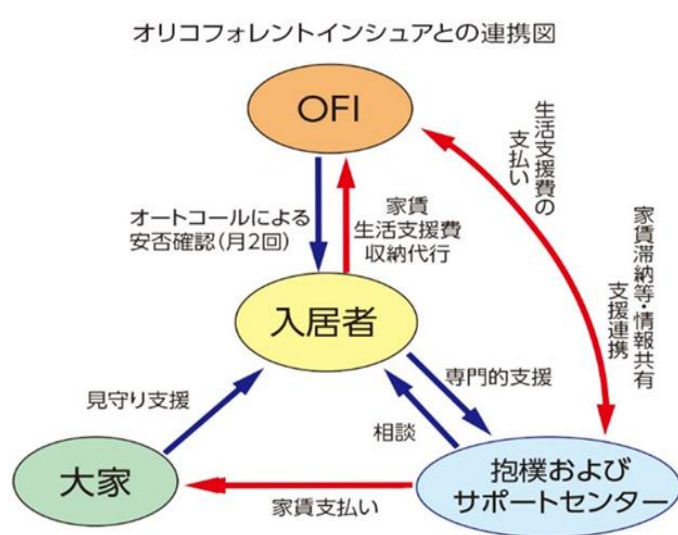 オリコフォレントインシュアとの連携図
OFI
生活支援費の
支払い
オートコールによる
安否確認(月2回)
家賃
生活支援費
収納代行
家賃滞納等・情報共有
支援連携
入居者
見守り支援
専門的支援
相談
大家
家賃支払い
抱樸および
サポートセンター